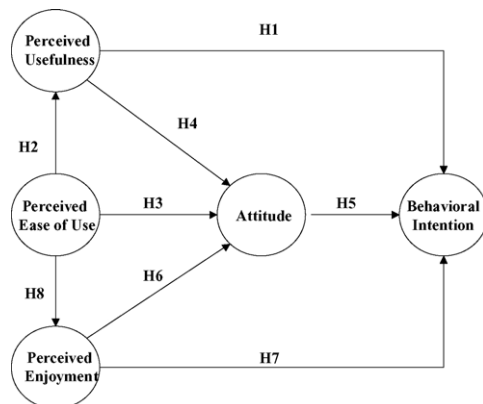 H1
Perceived
Usefulness
H4
H2
Perceived
Ease of Use
H3
Attitude
H5
Behavioral
Intention
H8
H6
Perceived
Enjoyment
H7